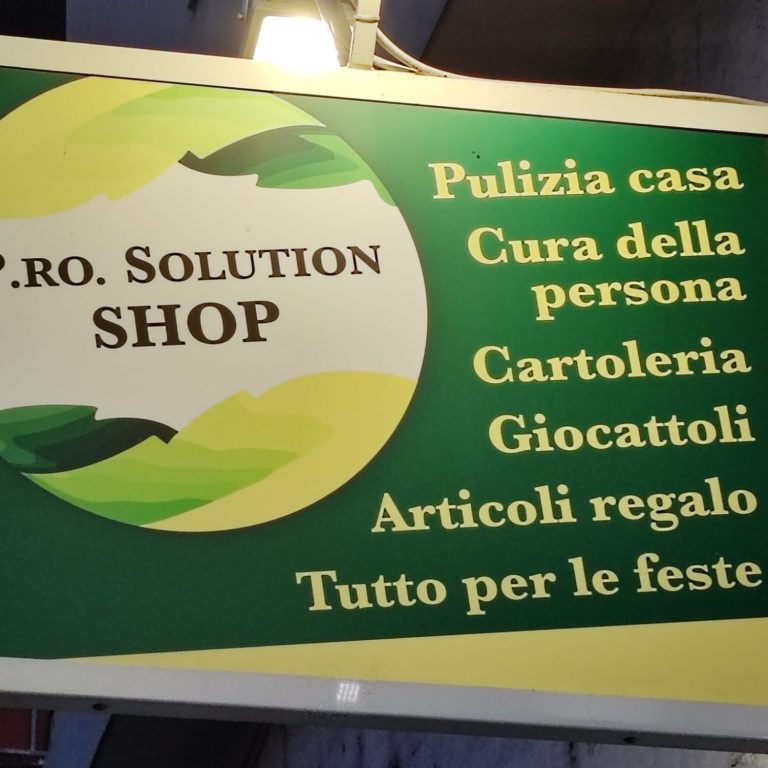 P.RO. SOLUTION
SHOP
Pulizia casa
Cura della
persona
Cartoleria
Giocattoli
Articoli regalo
Tutto per le feste